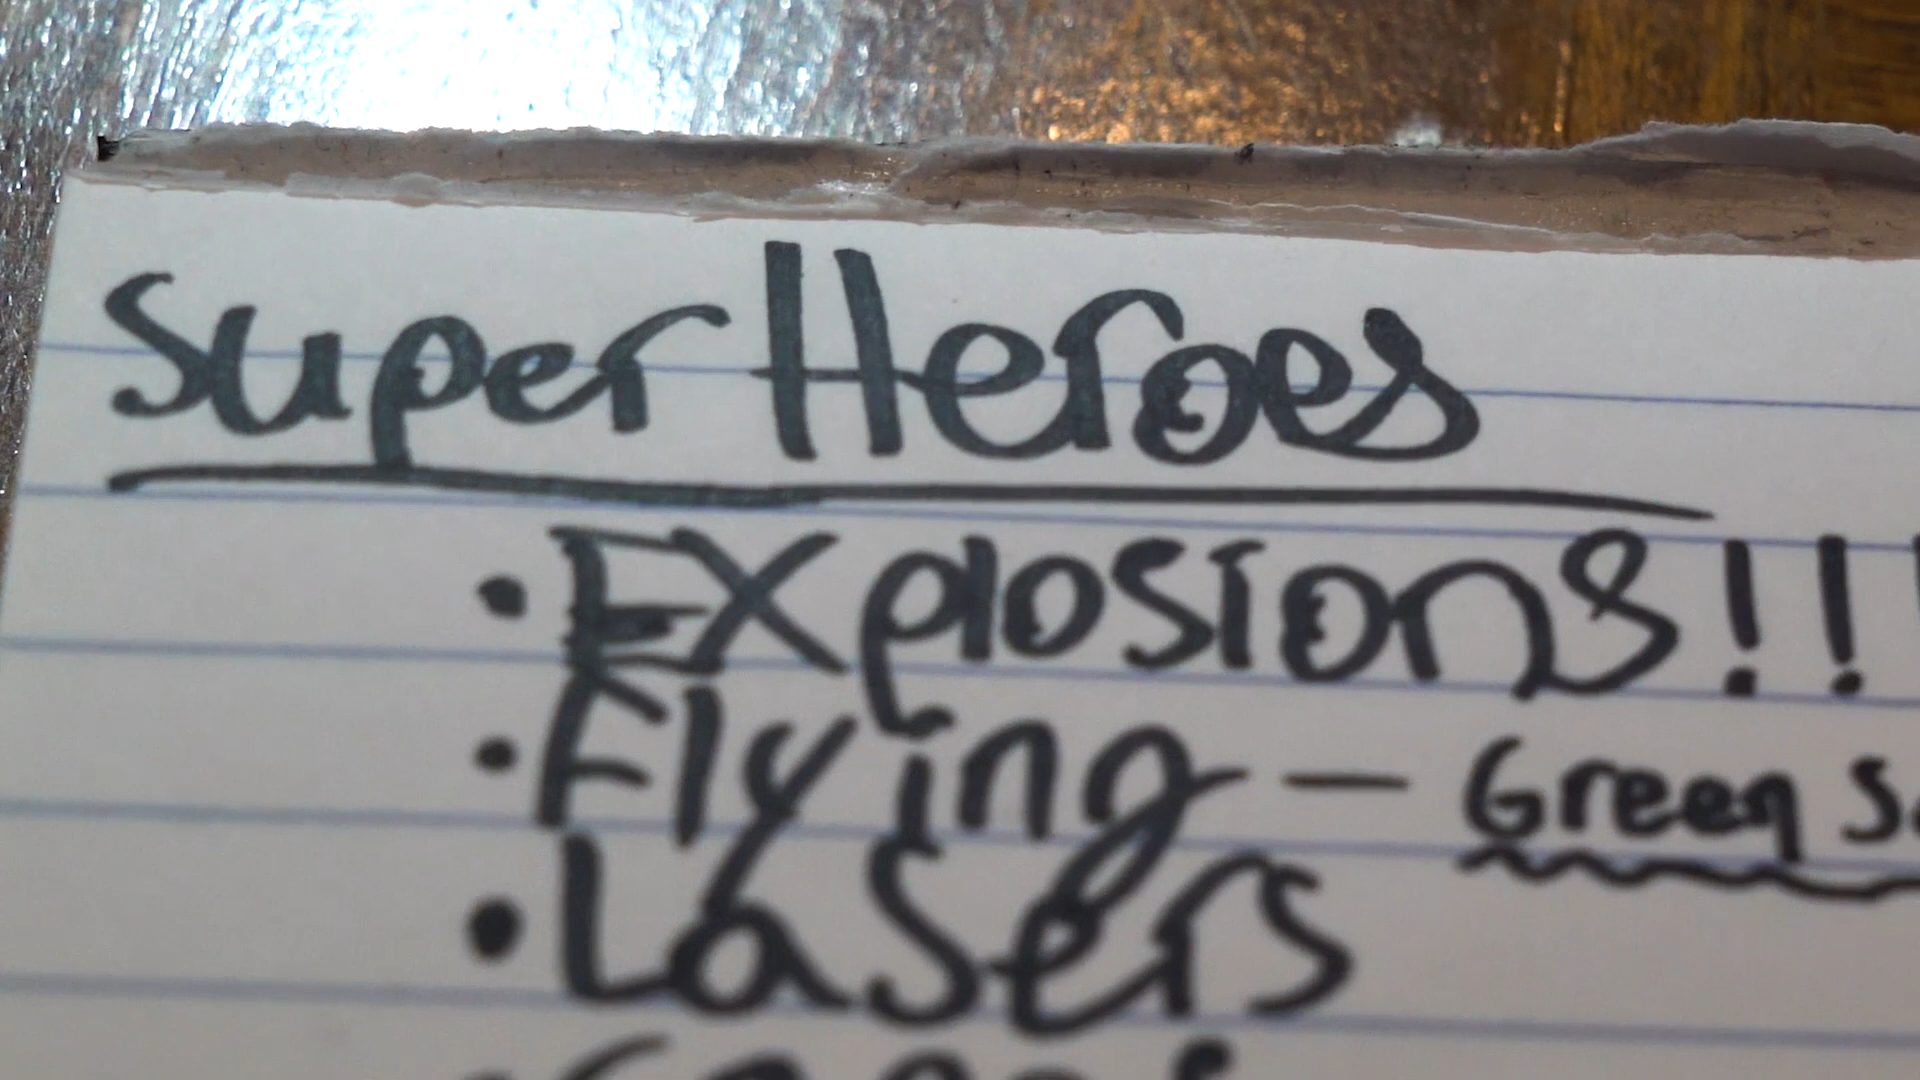 Super Heroes
• Explosions!!!
• Flying — Green
• Lasers